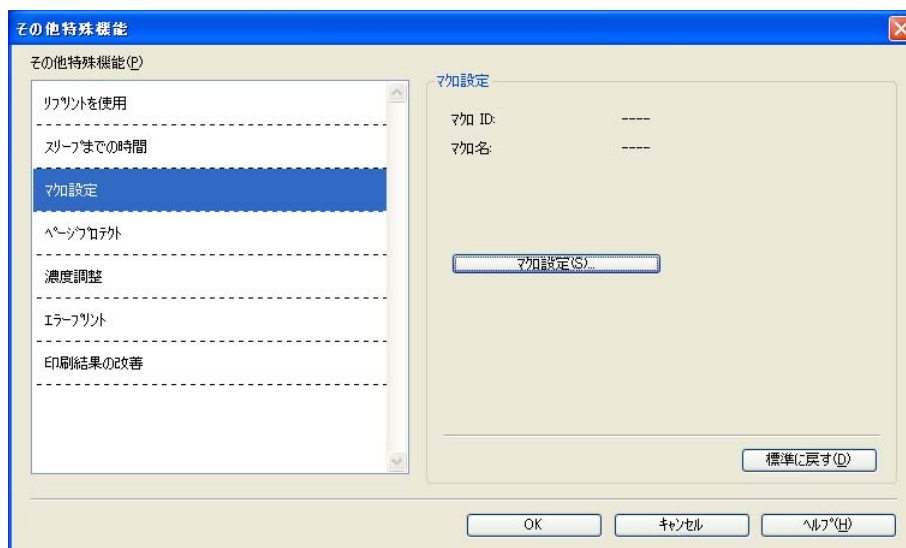 その他特殊機能
その他特殊機能(P)
リプリントを使用
スリープまでの時間
マクロ設定
ページプロテクト
濃度調整
エラープリント
印刷結果の改善
マクロ設定
マクロ ID: ----
マクロ名: ----
マクロ設定(S)...
標準に戻す(D)
OK
キャンセル
ヘルプ(H)